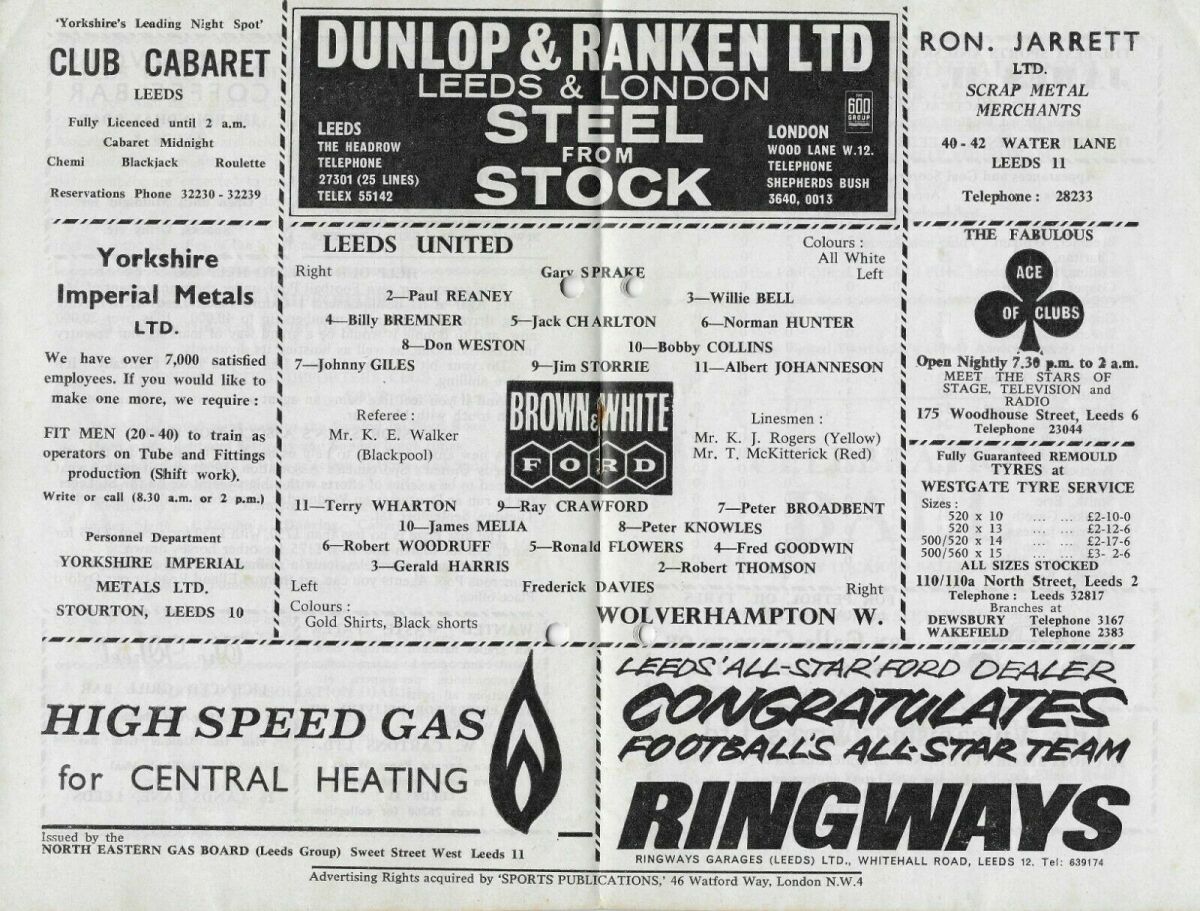 'Yorkshire's Leading Night Spot'
CLUB CABARET
LEEDS
Fully Licenced until 2 a.m.
Cabaret Midnight
Chemi Blackjack Roulette
Reservations Phone 32230 - 32239
DUNLOP & RANKEN LTD
LEEDS & LONDON
STEEL
FROM
STOCK
LEEDS
THE HEADROW
TELEPHONE
27301 (25 LINES)
TELEX 55142
THE
600
GROUP
LONDON
WOOD LANE W.12.
TELEPHONE
SHEPHERDS BUSH
3640, 0013
RON. JARRETT
LTD.
SCRAP METAL
MERCHANTS
40 - 42 WATER LANE
LEEDS 11
Telephone : 28233
Yorkshire
Imperial Metals
LTD.
We have over 7,000 satisfied
employees. If you would like to
make one more, we require :
FIT MEN (20 - 40) to train as
operators on Tube and Fittings
production (Shift work).
Write or call (8.30 a.m. or 2 p.m.)
Personnel Department
YORKSHIRE IMPERIAL
METALS LTD.
STOURTON, LEEDS 10
LEEDS UNITED
Colours :
All White
Right Gary SPRAKE Left
2—Paul REANEY 3—Willie BELL
4—Billy BREMNER 5—Jack CHARLTON 6—Norman HUNTER
8—Don WESTON 10—Bobby COLLINS
7—Johnny GILES 9—Jim STORRIE 11—Albert JOHANNESON
Referee :
Mr. K. E. Walker
(Blackpool)
BROWN & WHITE
FORD
Linesmen :
Mr. K. J. Rogers (Yellow)
Mr. T. McKitterick (Red)
11—Terry WHARTON 9—Ray CRAWFORD 7—Peter BROADBENT
10—James MELIA 8—Peter KNOWLES
6—Robert WOODRUFF 5—Ronald FLOWERS 4—Fred GOODWIN
3—Gerald HARRIS 2—Robert THOMSON
Left Frederick DAVIES Right
Colours :
Gold Shirts, Black shorts
WOLVERHAMPTON W.
THE FABULOUS
ACE
OF CLUBS
Open Nightly 7.30 p.m. to 2 a.m.
MEET THE STARS OF
STAGE, TELEVISION and
RADIO
175 Woodhouse Street, Leeds 6
Telephone 23044
Fully Guaranteed REMOULD
TYRES at
WESTGATE TYRE SERVICE
Sizes :
520 x 10 ... ... £2-10-0
520 x 13 ... ... £2-12-6
500/520 x 14 ... ... £2-17-6
500/560 x 15 ... ... £3- 2-6
ALL SIZES STOCKED
110/110a North Street, Leeds 2
Telephone : Leeds 32817
Branches at
DEWSBURY Telephone 3167
WAKEFIELD Telephone 2383
HIGH SPEED GAS
for CENTRAL HEATING
Issued by the
NORTH EASTERN GAS BOARD (Leeds Group) Sweet Street West Leeds 11
LEEDS' 'ALL-STAR' FORD DEALER
CONGRATULATES
FOOTBALL'S ALL-STAR TEAM
RINGWAYS
RINGWAYS GARAGES (LEEDS) LTD., WHITEHALL ROAD, LEEDS 12. Tel: 639174
Advertising Rights acquired by 'SPORTS PUBLICATIONS,' 46 Watford Way, London N.W.4